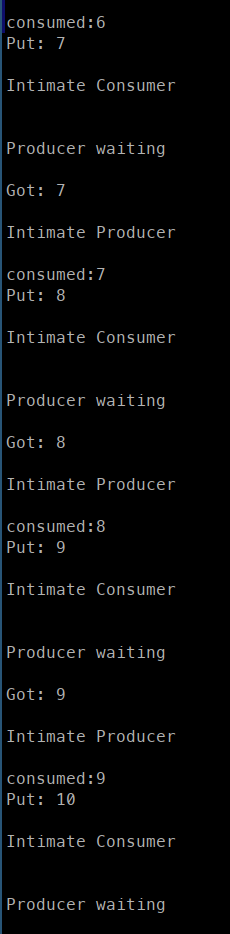 consumed:6
Put: 7
Intimate Consumer
Producer waiting
Got: 7
Intimate Producer
consumed:7
Put: 8
Intimate Consumer
Producer waiting
Got: 8
Intimate Producer
consumed:8
Put: 9
Intimate Consumer
Producer waiting
Got: 9
Intimate Producer
consumed:9
Put: 10
Intimate Consumer
Producer waiting